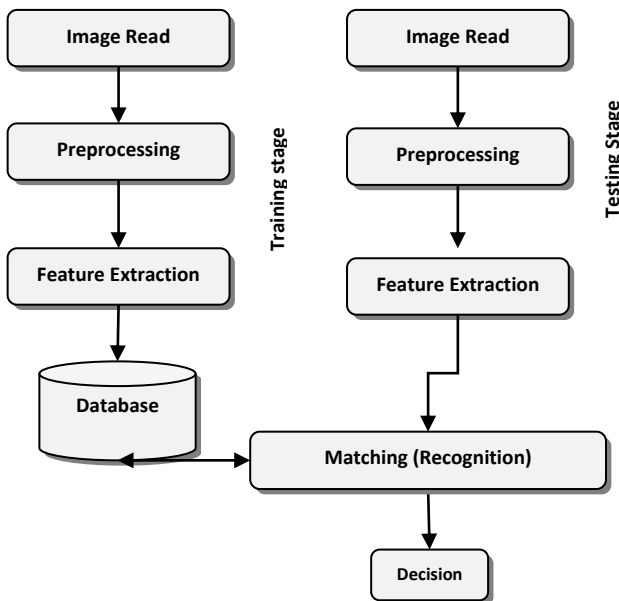 Image Read
Preprocessing
Feature Extraction
Database
Training stage
Image Read
Preprocessing
Feature Extraction
Testing Stage
Matching (Recognition)
Decision